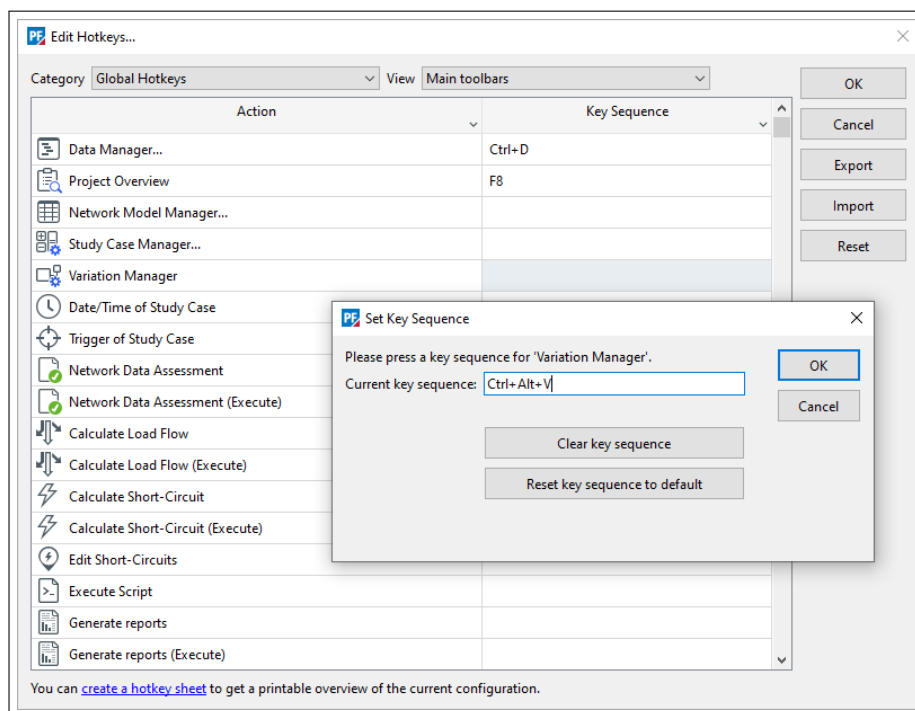 PF Edit Hotkeys...
Category Global Hotkeys View Main toolbars
OK
Cancel
Export
Import
Reset
Action Key Sequence
Data Manager... Ctrl+D
Project Overview F8
Network Model Manager...
Study Case Manager...
Variation Manager
Date/Time of Study Case
Trigger of Study Case
Network Data Assessment
Network Data Assessment (Execute)
Calculate Load Flow
Calculate Load Flow (Execute)
Calculate Short-Circuit
Calculate Short-Circuit (Execute)
Edit Short-Circuits
Execute Script
Generate reports
Generate reports (Execute)
PF Set Key Sequence
Please press a key sequence for 'Variation Manager'.
Current key sequence: Ctrl+Alt+V
OK
Cancel
Clear key sequence
Reset key sequence to default
You can create a hotkey sheet to get a printable overview of the current configuration.